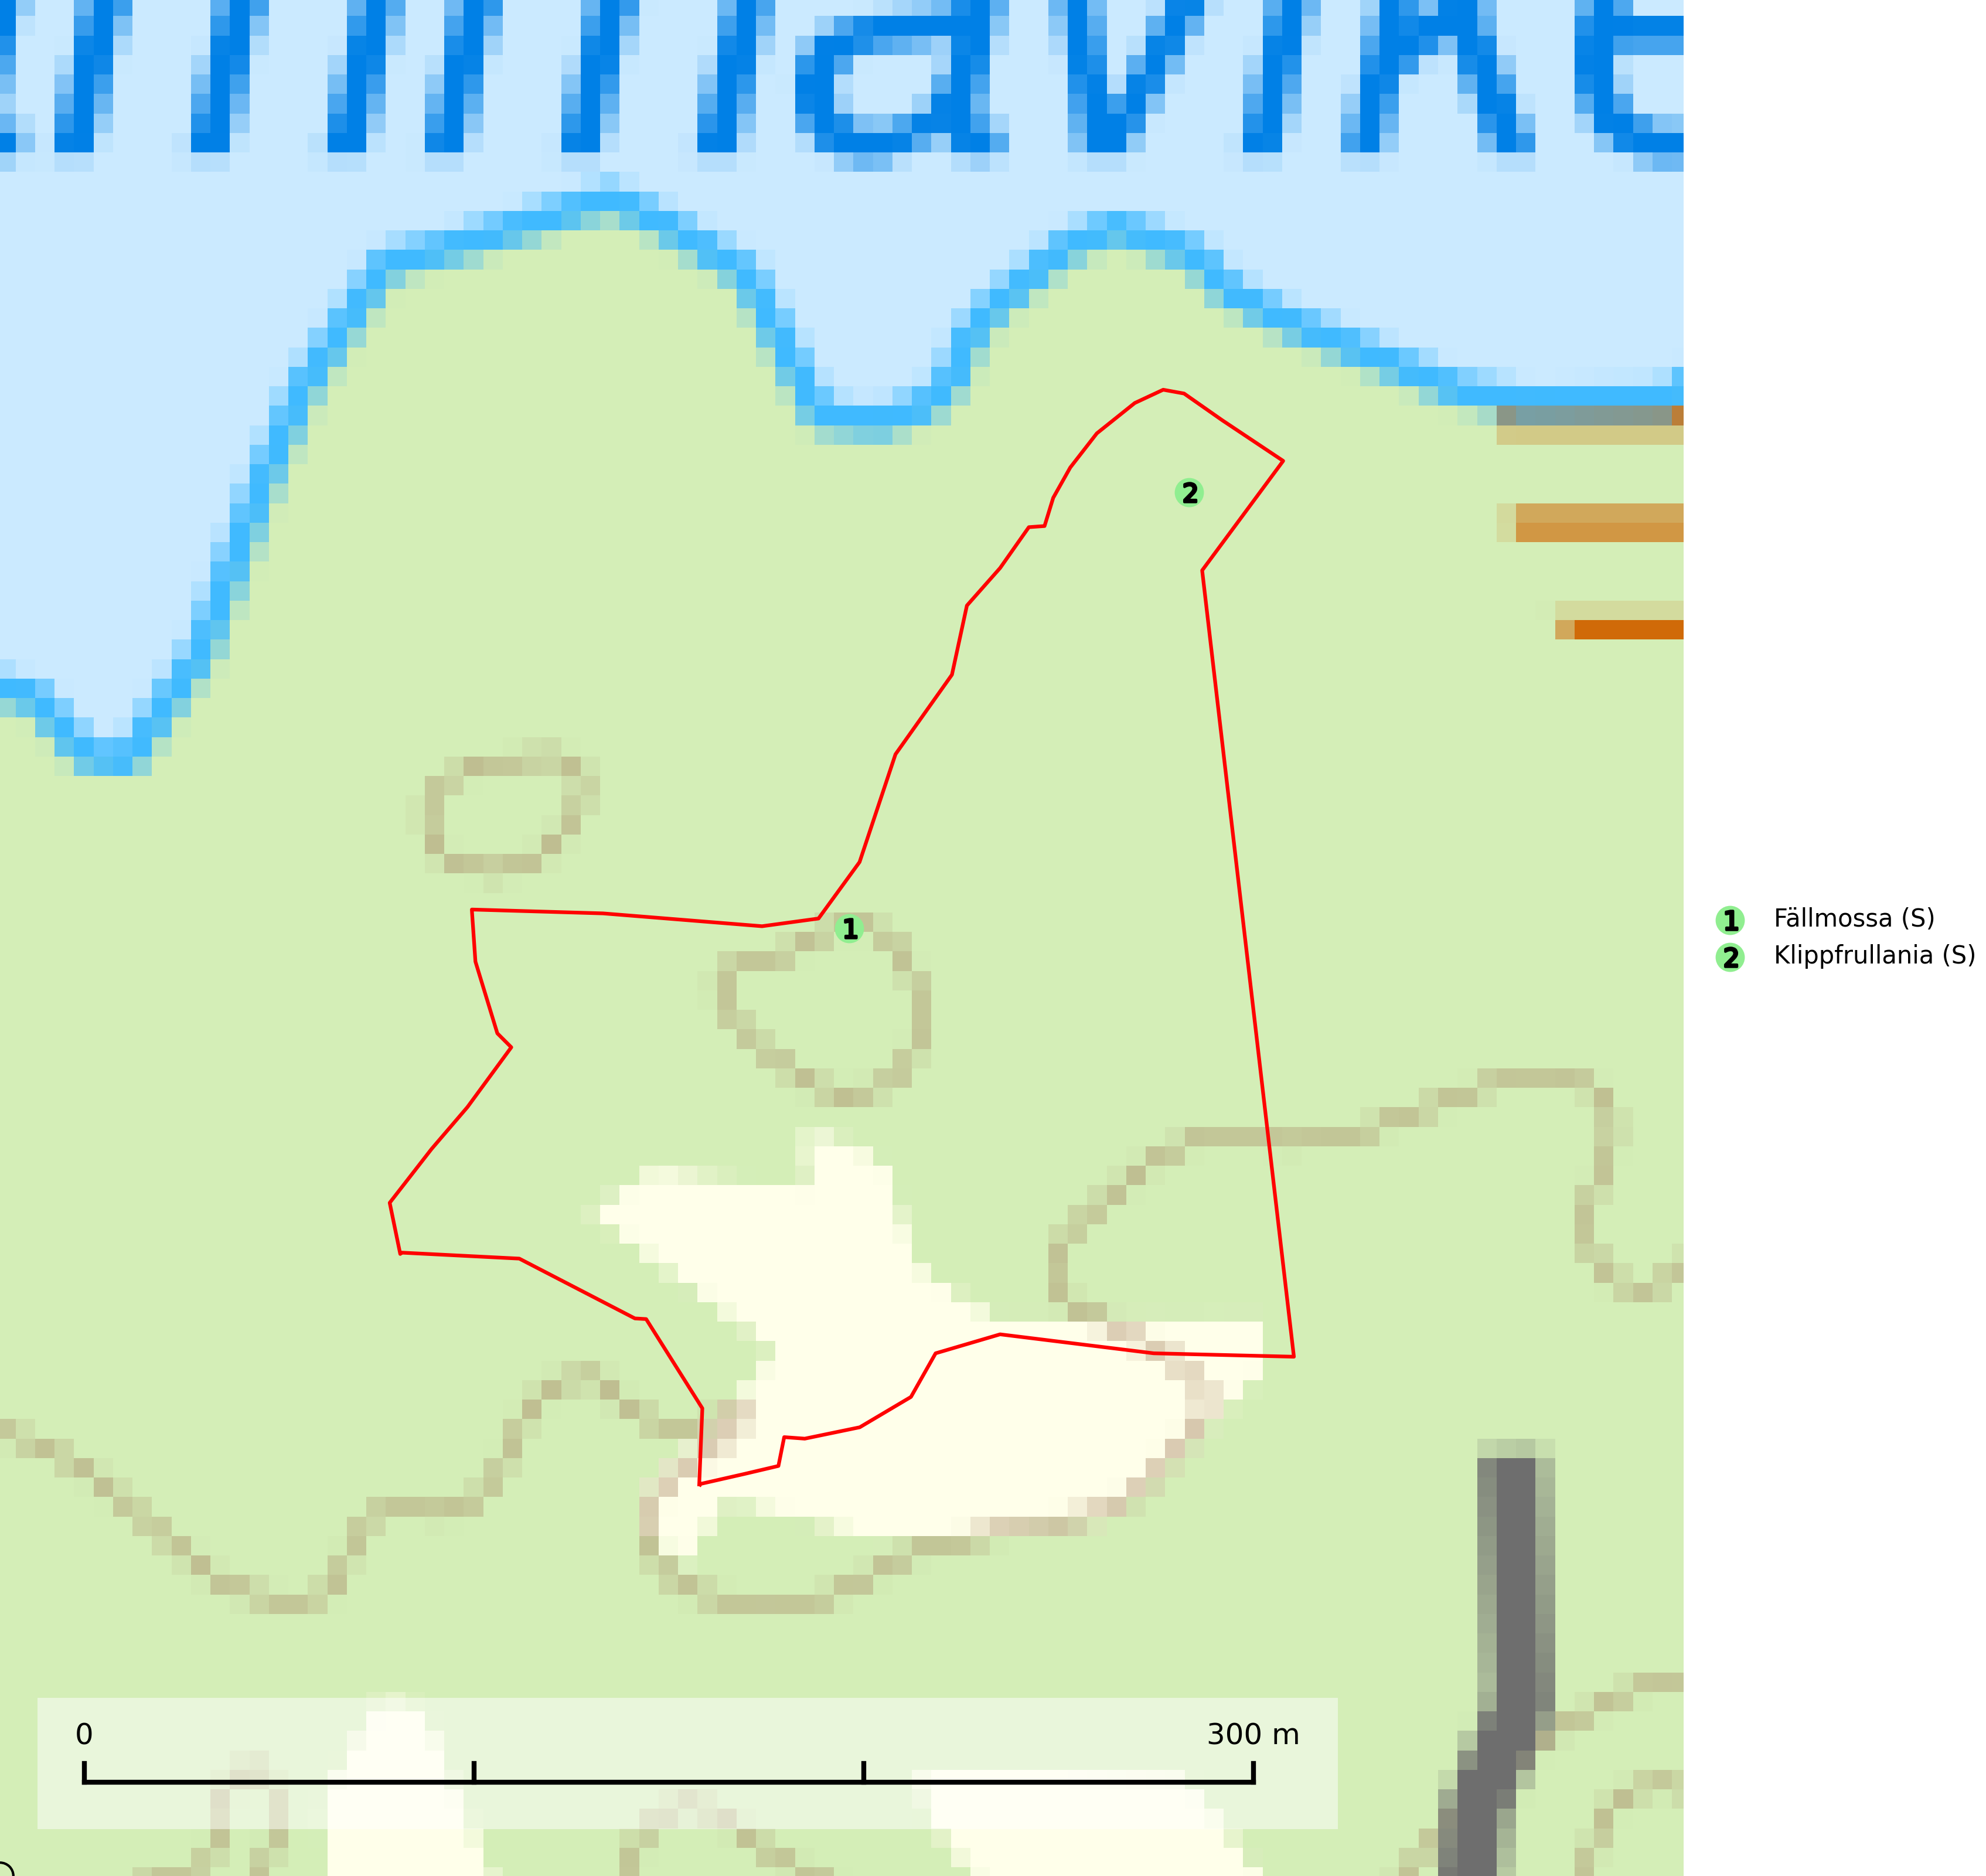 2
1
1 Fällmossa (S)
2 Klippfrullania (S)
0 300 m